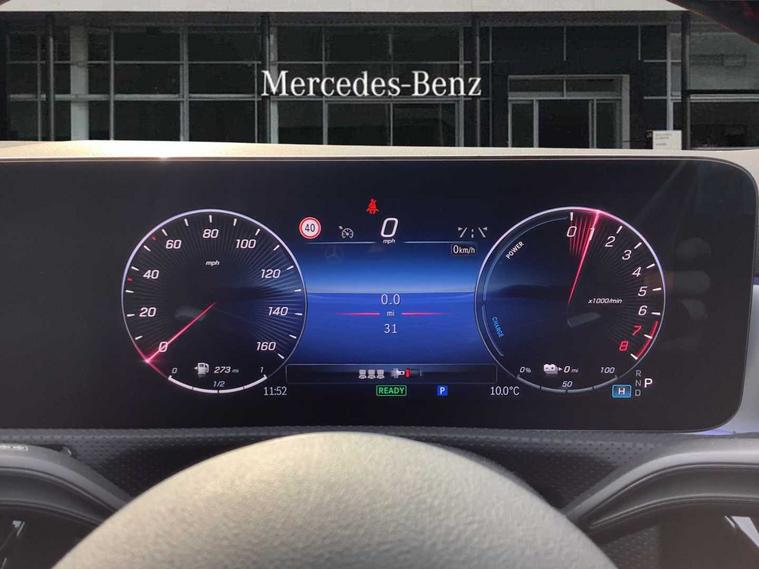 Mercedes-Benz
40
0
mph
0km/h
0
20
40
60
80
100
120
140
160
mph
0
1/2
1
273 mi
0.0
mi
31
POWER
CHARGE
0
1
2
3
4
5
6
7
8
x1000/min
0%
50
100
0 mi
11:52
READY
P
10.0°C
H
R
N
D
P